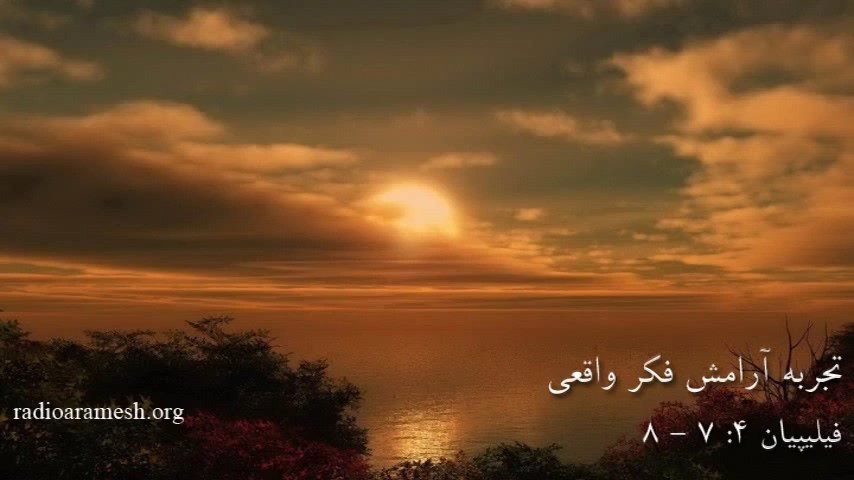 تجربه آرامش فکر واقعی
radioaramesh.org
فیلیپیان ۴: ۷ – ۸